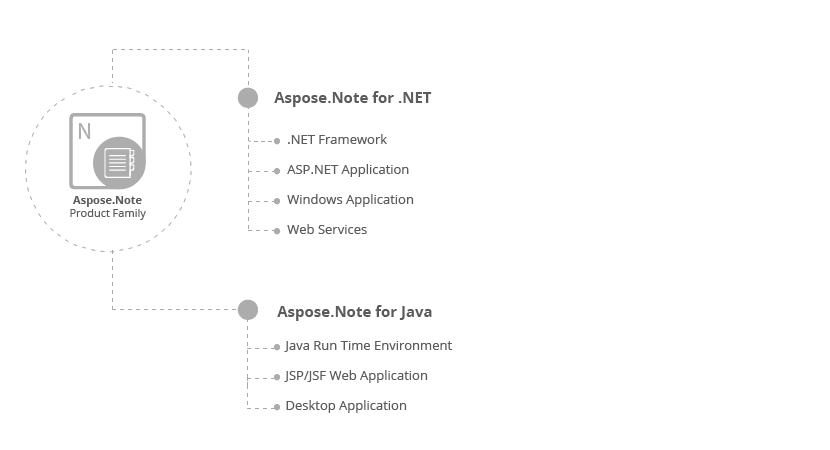 N
Aspose.Note
Product Family
Aspose.Note for .NET
.NET Framework
ASP.NET Application
Windows Application
Web Services
Aspose.Note for Java
Java Run Time Environment
JSP/JSF Web Application
Desktop Application